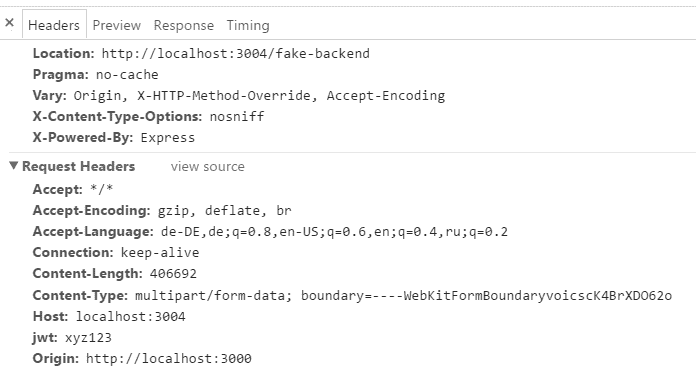 × Headers Preview Response Timing
Location: http://localhost:3004/fake-backend
Pragma: no-cache
Vary: Origin, X-HTTP-Method-Override, Accept-Encoding
X-Content-Type-Options: nosniff
X-Powered-By: Express
▼ Request Headers view source
Accept: */*
Accept-Encoding: gzip, deflate, br
Accept-Language: de-DE,de;q=0.8,en-US;q=0.6,en;q=0.4,ru;q=0.2
Connection: keep-alive
Content-Length: 406692
Content-Type: multipart/form-data; boundary=----WebKitFormBoundaryvoicscK4BrXDO62o
Host: localhost:3004
jwt: xyz123
Origin: http://localhost:3000